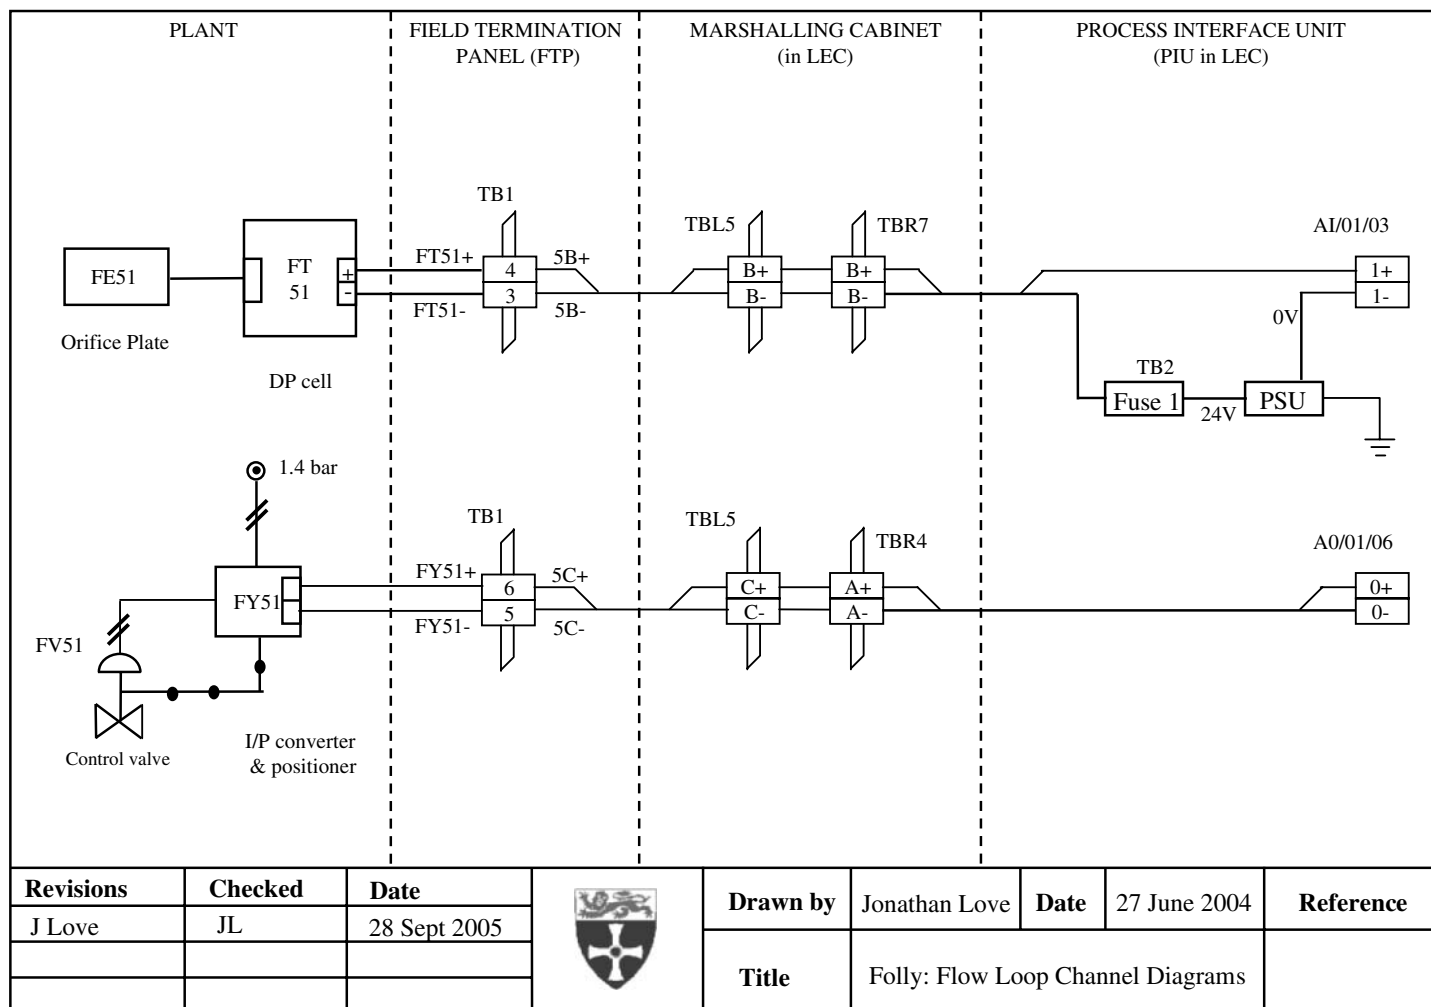 PLANT
FIELD TERMINATION
PANEL (FTP)
MARSHALLING CABINET
(in LEC)
PROCESS INTERFACE UNIT
(PIU in LEC)
TB1
TBL5
TBR7
AI/01/03
FE51
FT
51
+
-
FT51+
FT51-
4
3
5B+
5B-
B+
B-
B+
B-
1+
1-
Orifice Plate
DP cell
0V
TB2
Fuse 1
24V
PSU
1.4 bar
TB1
TBL5
TBR4
A0/01/06
FY51
FY51+
FY51-
6
5
5C+
5C-
C+
C-
A+
A-
0+
0-
FV51
Control valve
I/P converter
& positioner
Revisions
Checked
Date
J Love
JL
28 Sept 2005
Drawn by
Jonathan Love
Date
27 June 2004
Reference
Title
Folly: Flow Loop Channel Diagrams